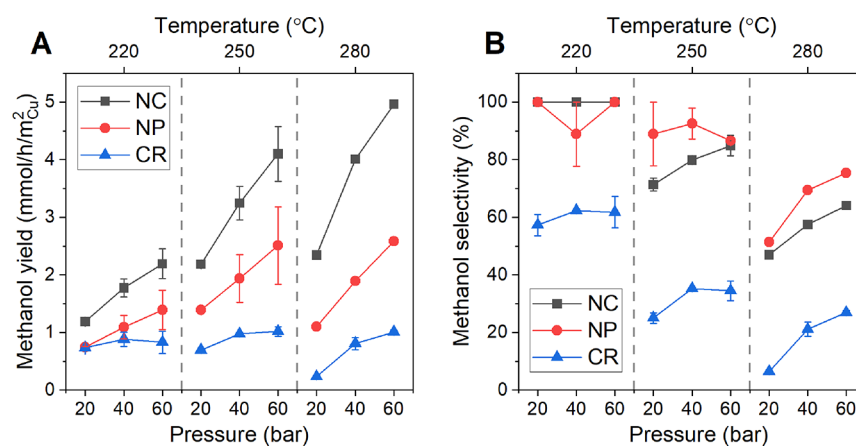 A
Temperature (°C)
220 250 280
Methanol yield (mmol/h/m²Cu)
5
4
3
2
1
0
NC
NP
CR
20 40 60 20 40 60 20 40 60
Pressure (bar)
B
Temperature (°C)
220 250 280
Methanol selectivity (%)
100
80
60
40
20
0
NC
NP
CR
20 40 60 20 40 60 20 40 60
Pressure (bar)